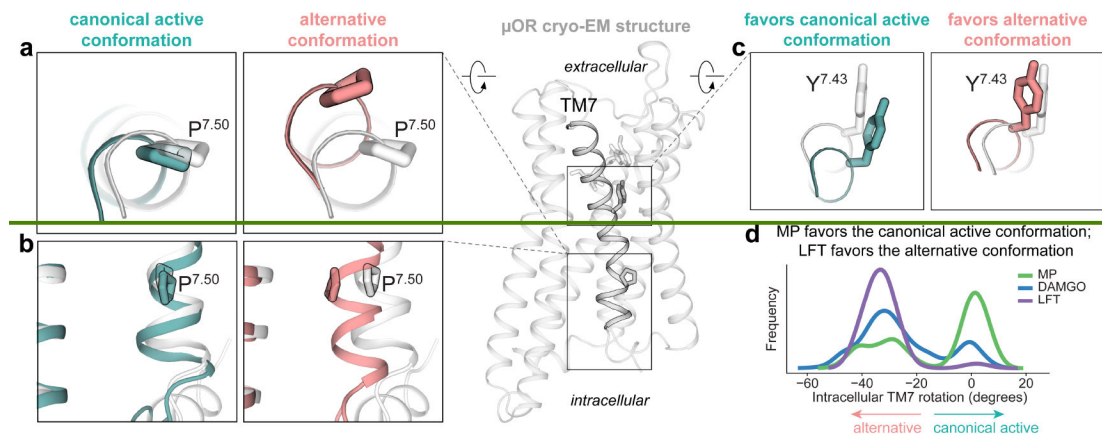 canonical active
conformation
alternative
conformation
µOR cryo-EM structure
favors canonical active
conformation
favors alternative
conformation
a
P7.50
P7.50
extracellular
TM7
c
Y7.43
Y7.43
b
P7.50
P7.50
intracellular
d
MP favors the canonical active conformation;
LFT favors the alternative conformation
MP
DAMGO
LFT
Frequency
−60 −40 −20 0 20
Intracellular TM7 rotation (degrees)
alternative canonical active